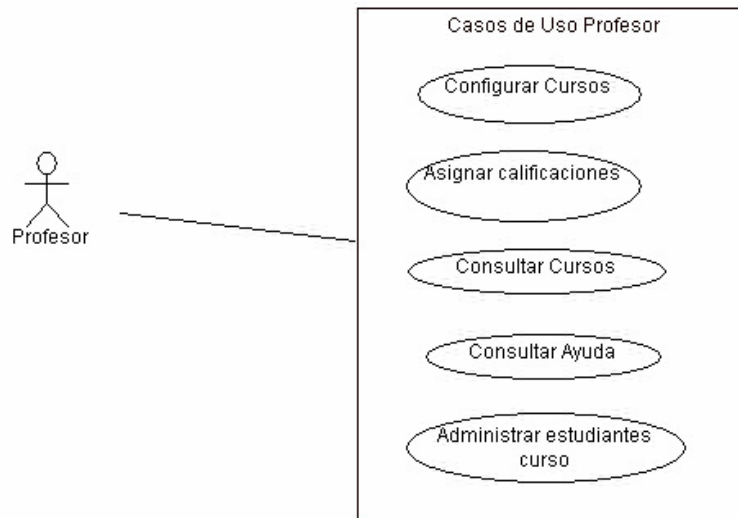 Casos de Uso Profesor
Configurar Cursos
Asignar calificaciones
Profesor
Consultar Cursos
Consultar Ayuda
Administrar estudiantes
curso